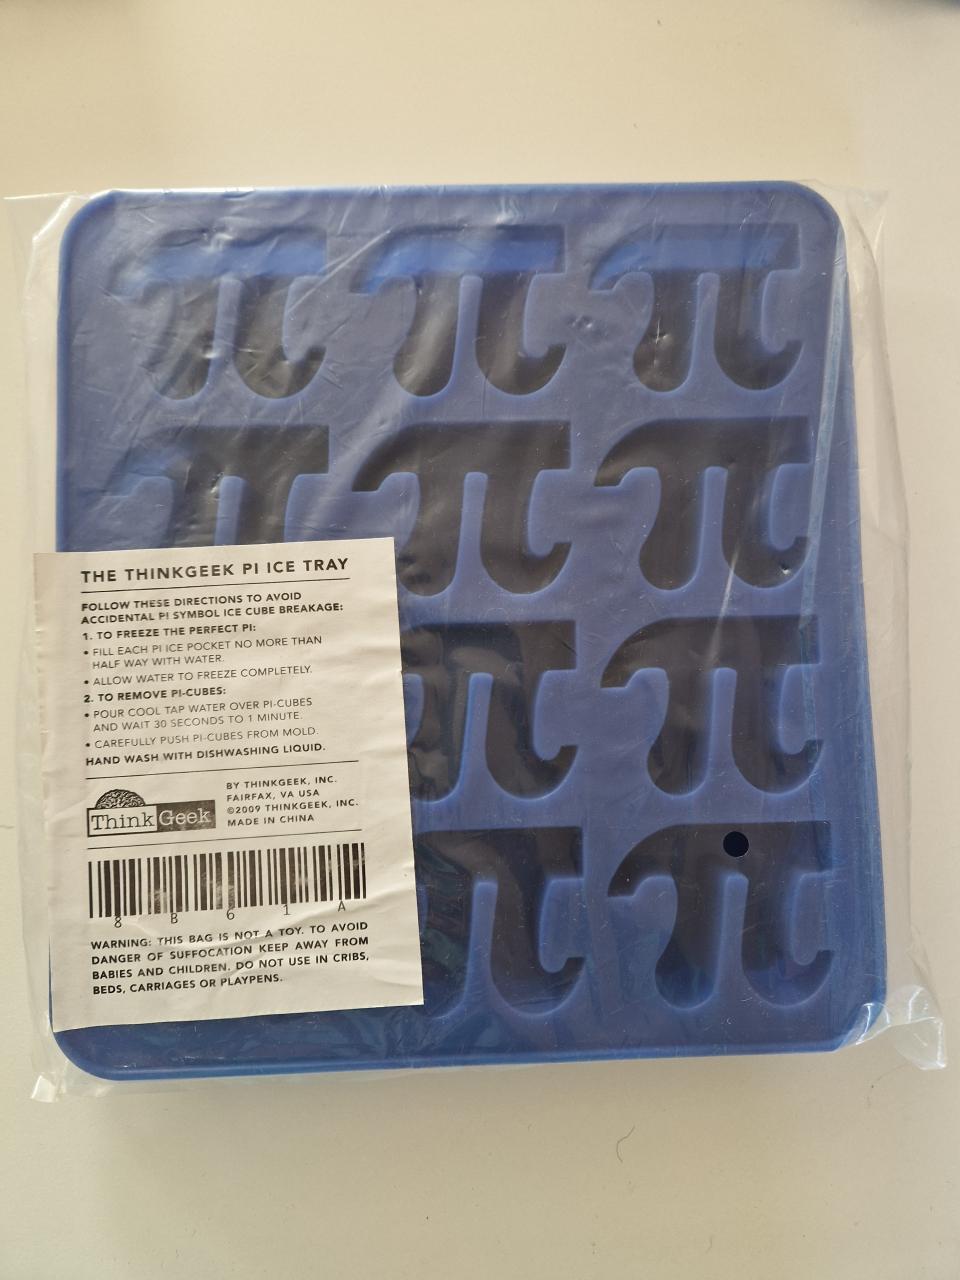 THE THINKGEEK PI ICE TRAY
FOLLOW THESE DIRECTIONS TO AVOID
ACCIDENTAL PI SYMBOL ICE CUBE BREAKAGE:
1. TO FREEZE THE PERFECT PI:
• FILL EACH PI ICE POCKET NO MORE THAN
HALF WAY WITH WATER.
• ALLOW WATER TO FREEZE COMPLETELY.
2. TO REMOVE PI-CUBES:
• POUR COOL TAP WATER OVER PI-CUBES
AND WAIT 30 SECONDS TO 1 MINUTE.
• CAREFULLY PUSH PI-CUBES FROM MOLD.
HAND WASH WITH DISHWASHING LIQUID.
ThinkGeek
BY THINKGEEK, INC.
FAIRFAX, VA USA
©2009 THINKGEEK, INC.
MADE IN CHINA
8 B 6 1 A
WARNING: THIS BAG IS NOT A TOY. TO AVOID
DANGER OF SUFFOCATION KEEP AWAY FROM
BABIES AND CHILDREN. DO NOT USE IN CRIBS,
BEDS, CARRIAGES OR PLAYPENS.